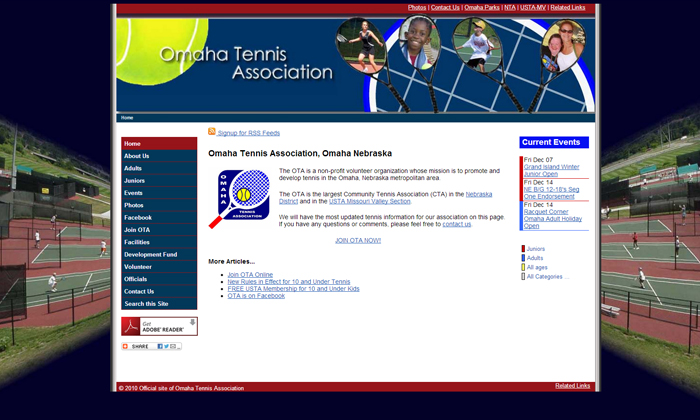 Photos | Contact Us | Omaha Parks | NTA | USTA-MV | Related Links
Omaha Tennis
Association
Home
Signup for RSS Feeds
Home
About Us
Adults
Juniors
Events
Photos
Facebook
Join OTA
Facilities
Development Fund
Volunteer
Officials
Contact Us
Search this Site
Get
ADOBE® READER®
SHARE
Omaha Tennis Association, Omaha Nebraska
OMAHA
TENNIS
ASSOCIATION
The OTA is a non-profit volunteer organization whose mission is to promote and
develop tennis in the Omaha, Nebraska metropolitan area.
The OTA is the largest Community Tennis Association (CTA) in the Nebraska
District and in the USTA Missouri Valley Section.
We will have the most updated tennis information for our association on this page.
If you have any questions or comments, please feel free to contact us.
JOIN OTA NOW!!
More Articles...
Join OTA Online
New Rules in Effect for 10 and Under Tennis
FREE USTA Membership for 10 and Under Kids
OTA is on Facebook
Current Events
Fri Dec 07
Grand Island Winter
Junior Open
Fri Dec 14
NE B/G 12-18's Seg
One Endorsement
Fri Dec 14
Racquet Corner
Omaha Adult Holiday
Open
Juniors
Adults
All ages
All Categories ...
© 2010 Official site of Omaha Tennis Association
Related Links